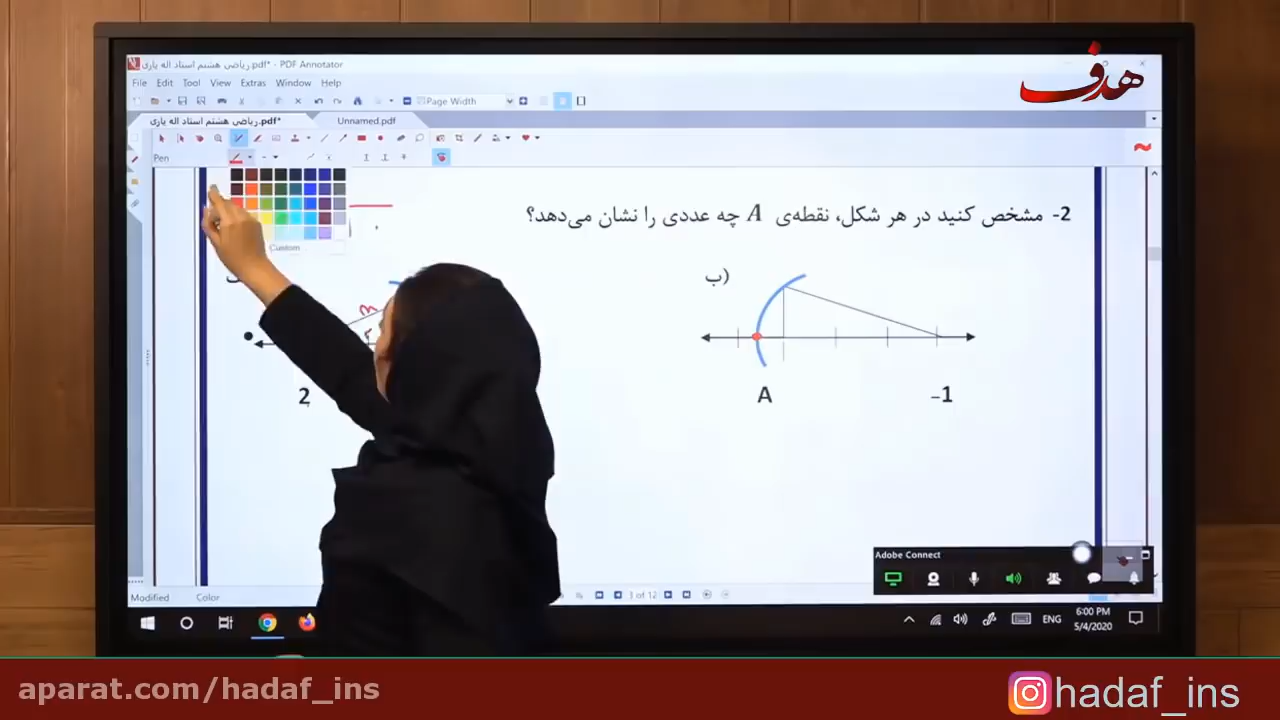 ریاضی هشتم استاد اله یاری.pdf* - PDF Annotator
هدف
File Edit Tool View Extras Window Help
Page Width
ریاضی هشتم استاد اله یاری.pdf*
Unnamed.pdf
Pen
Custom
2- مشخص کنید در هر شکل، نقطه‌ی A چه عددی را نشان می‌دهد؟
ب)
2
A
-1
Adobe Connect
Modified
Color
3 of 12
ENG
6:00 PM
5/4/2020
aparat.com/hadaf_ins
hadaf_ins